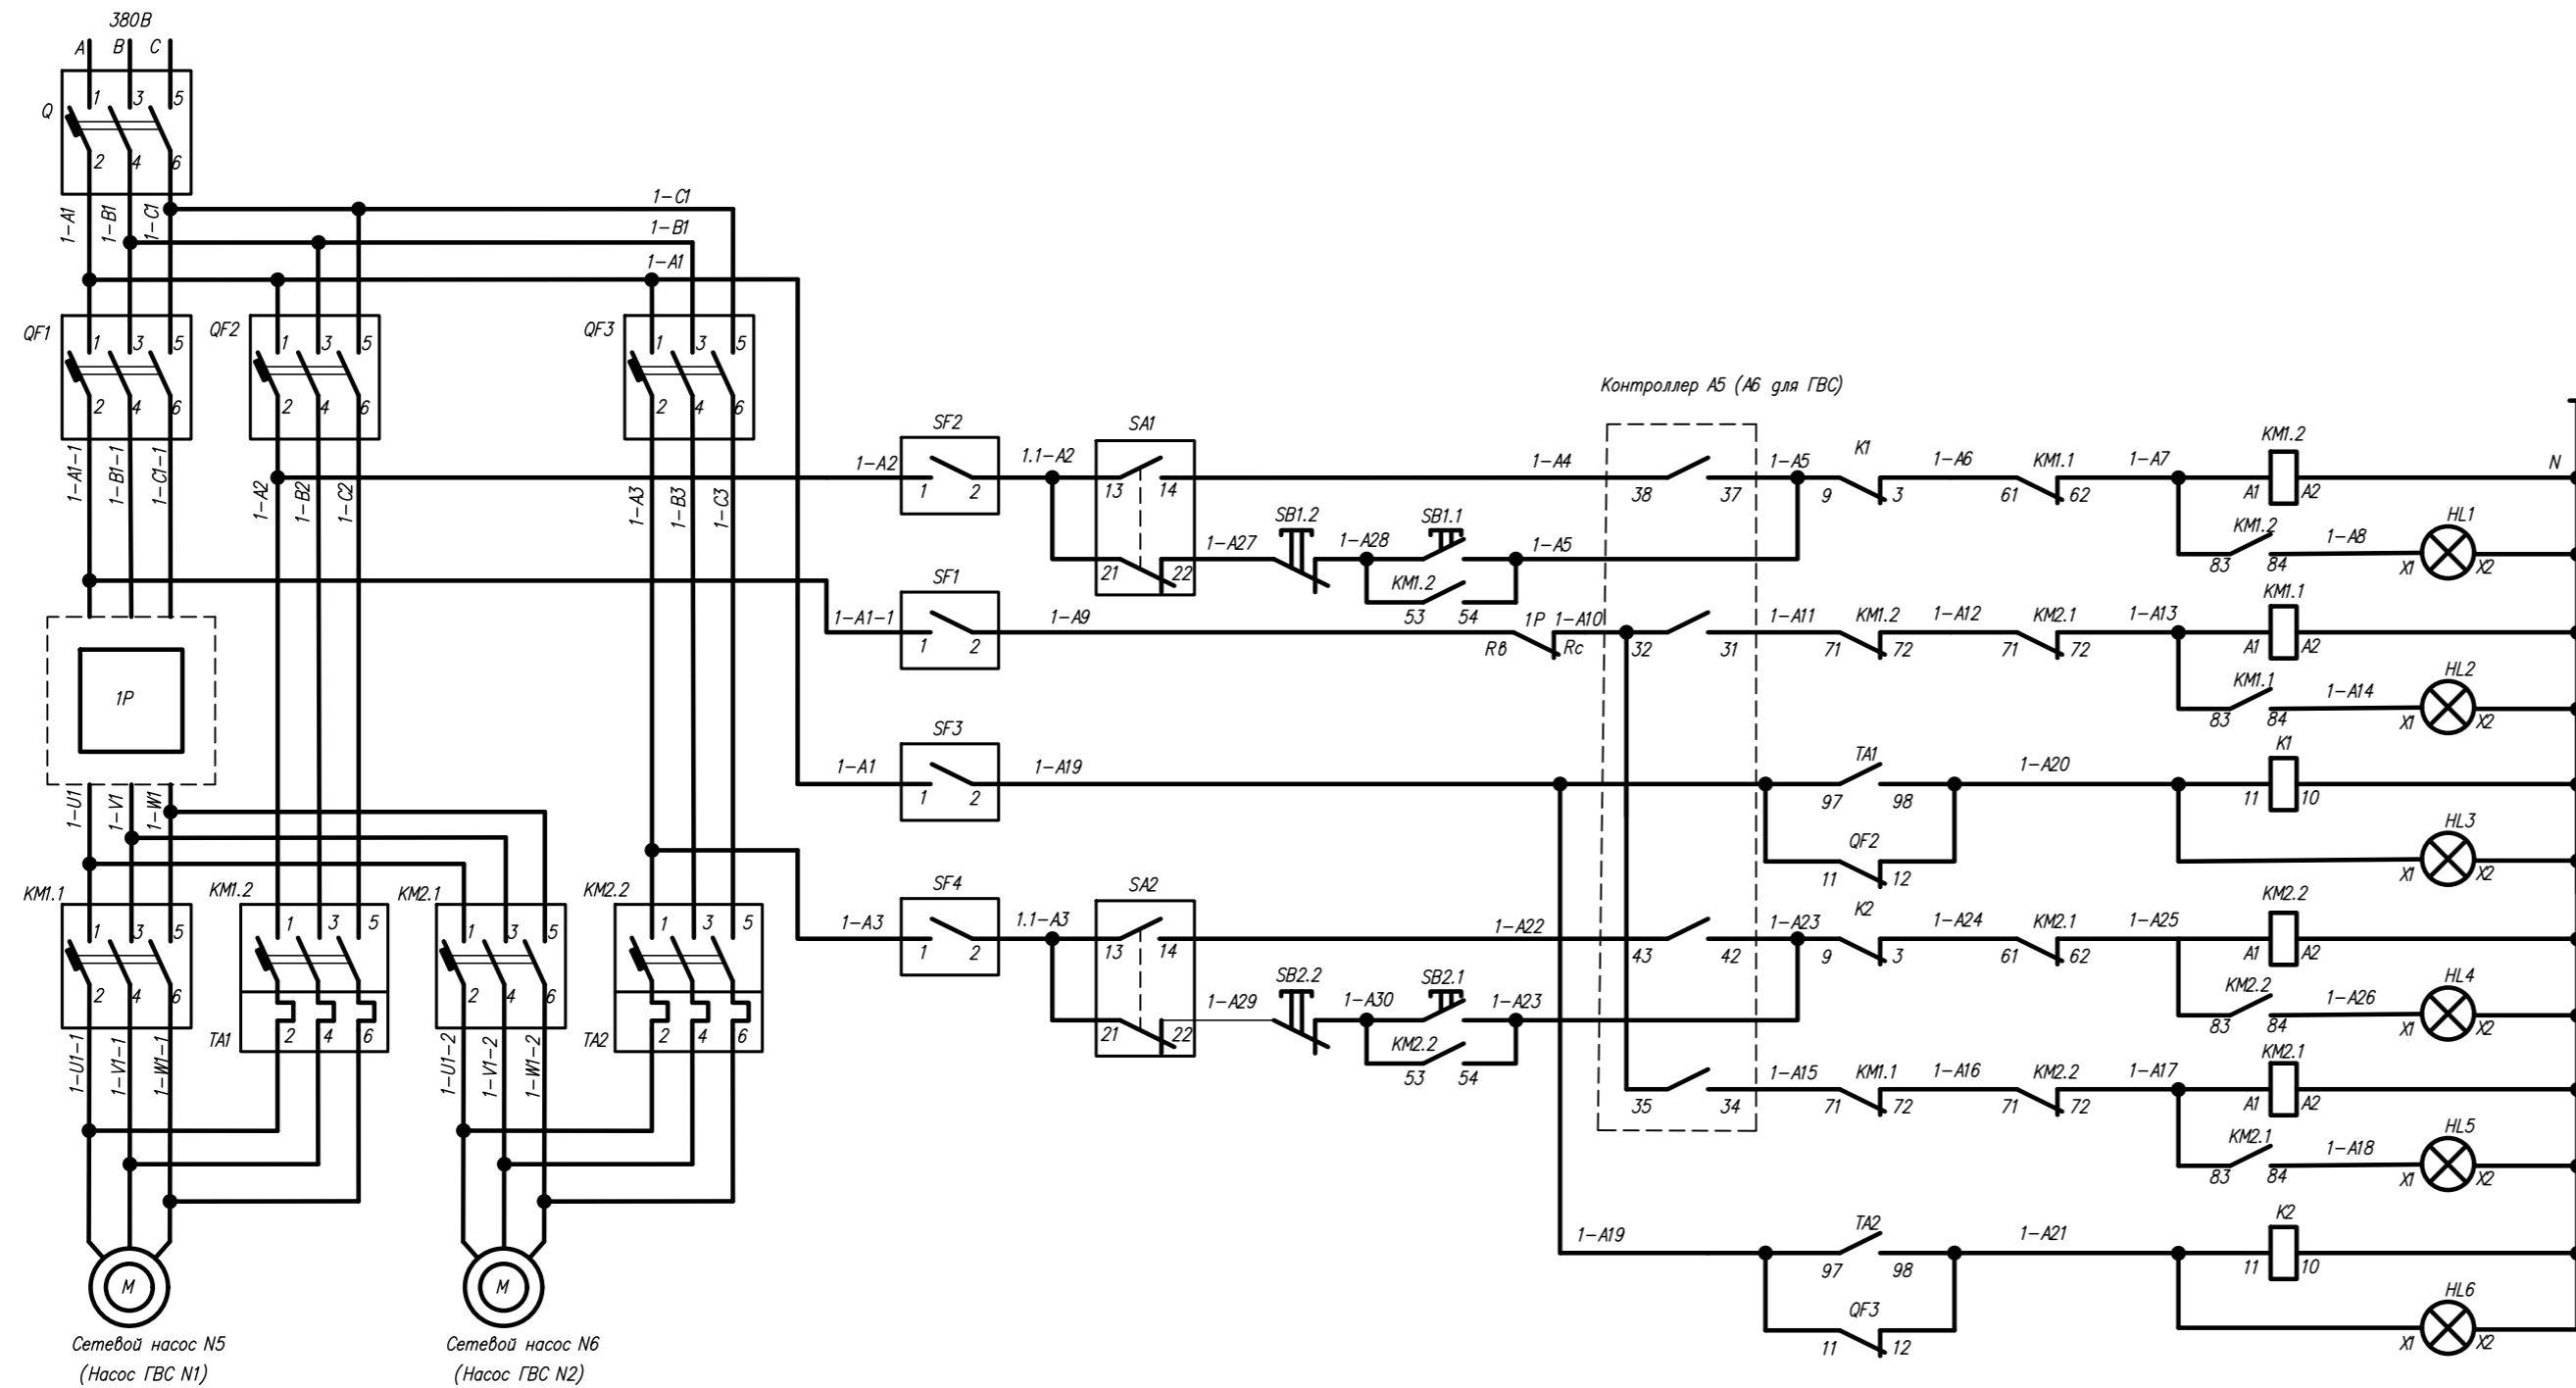 380В
A B C
Q 1 3 5
2 4 6
1-A1 1-B1 1-C1
1-C1
1-B1
1-A1
QF1 1 3 5
2 4 6
QF2 1 3 5
2 4 6
QF3 1 3 5
2 4 6
1-A1-1 1-B1-1 1-C1-1
1-A2 1-B2 1-C2
1-A3 1-B3 1-C3
1P
1-U1 1-V1 1-W1
KM1.1 1 3 5
2 4 6
KM1.2 1 3 5
TA1 2 4 6
KM2.1 1 3 5
2 4 6
KM2.2 1 3 5
TA2 2 4 6
1-U1-1 1-V1-1 1-W1-1
1-U1-2 1-V1-2 1-W1-2
M
M
Сетевой насос N5
(Насос ГВС N1)
Сетевой насос N6
(Насос ГВС N2)
Контроллер А5 (А6 для ГВС)
1-A2 SF2 1 2 1.1-A2 SA1 13 14 1-A4 38 37 1-A5 K1 9 3 1-A6 KM1.1 61 62 1-A7 KM1.2 A1 A2 N
21 22 1-A27 SB1.2 1-A28 SB1.1 1-A5
KM1.2 53 54
KM1.2 83 84 1-A8 HL1 X1 X2
1-A1-1 SF1 1 2 1-A9 1P Rв Rc 1-A10 32 31 1-A11 KM1.2 71 72 1-A12 KM2.1 71 72 1-A13 KM1.1 A1 A2
KM1.1 83 84 1-A14 HL2 X1 X2
1-A1 SF3 1 2 1-A19 TA1 97 98 1-A20 K1 11 10
QF2 11 12 HL3 X1 X2
1-A3 SF4 1 2 1.1-A3 SA2 13 14 1-A22 43 42 1-A23 K2 9 3 1-A24 KM2.1 61 62 1-A25 KM2.2 A1 A2
21 22 1-A29 SB2.2 1-A30 SB2.1 1-A23
KM2.2 53 54
KM2.2 83 84 1-A26 HL4 X1 X2
35 34 1-A15 KM1.1 71 72 1-A16 KM2.2 71 72 1-A17 KM2.1 A1 A2
KM2.1 83 84 1-A18 HL5 X1 X2
1-A19 TA2 97 98 1-A21 K2 11 10
QF3 11 12 HL6 X1 X2